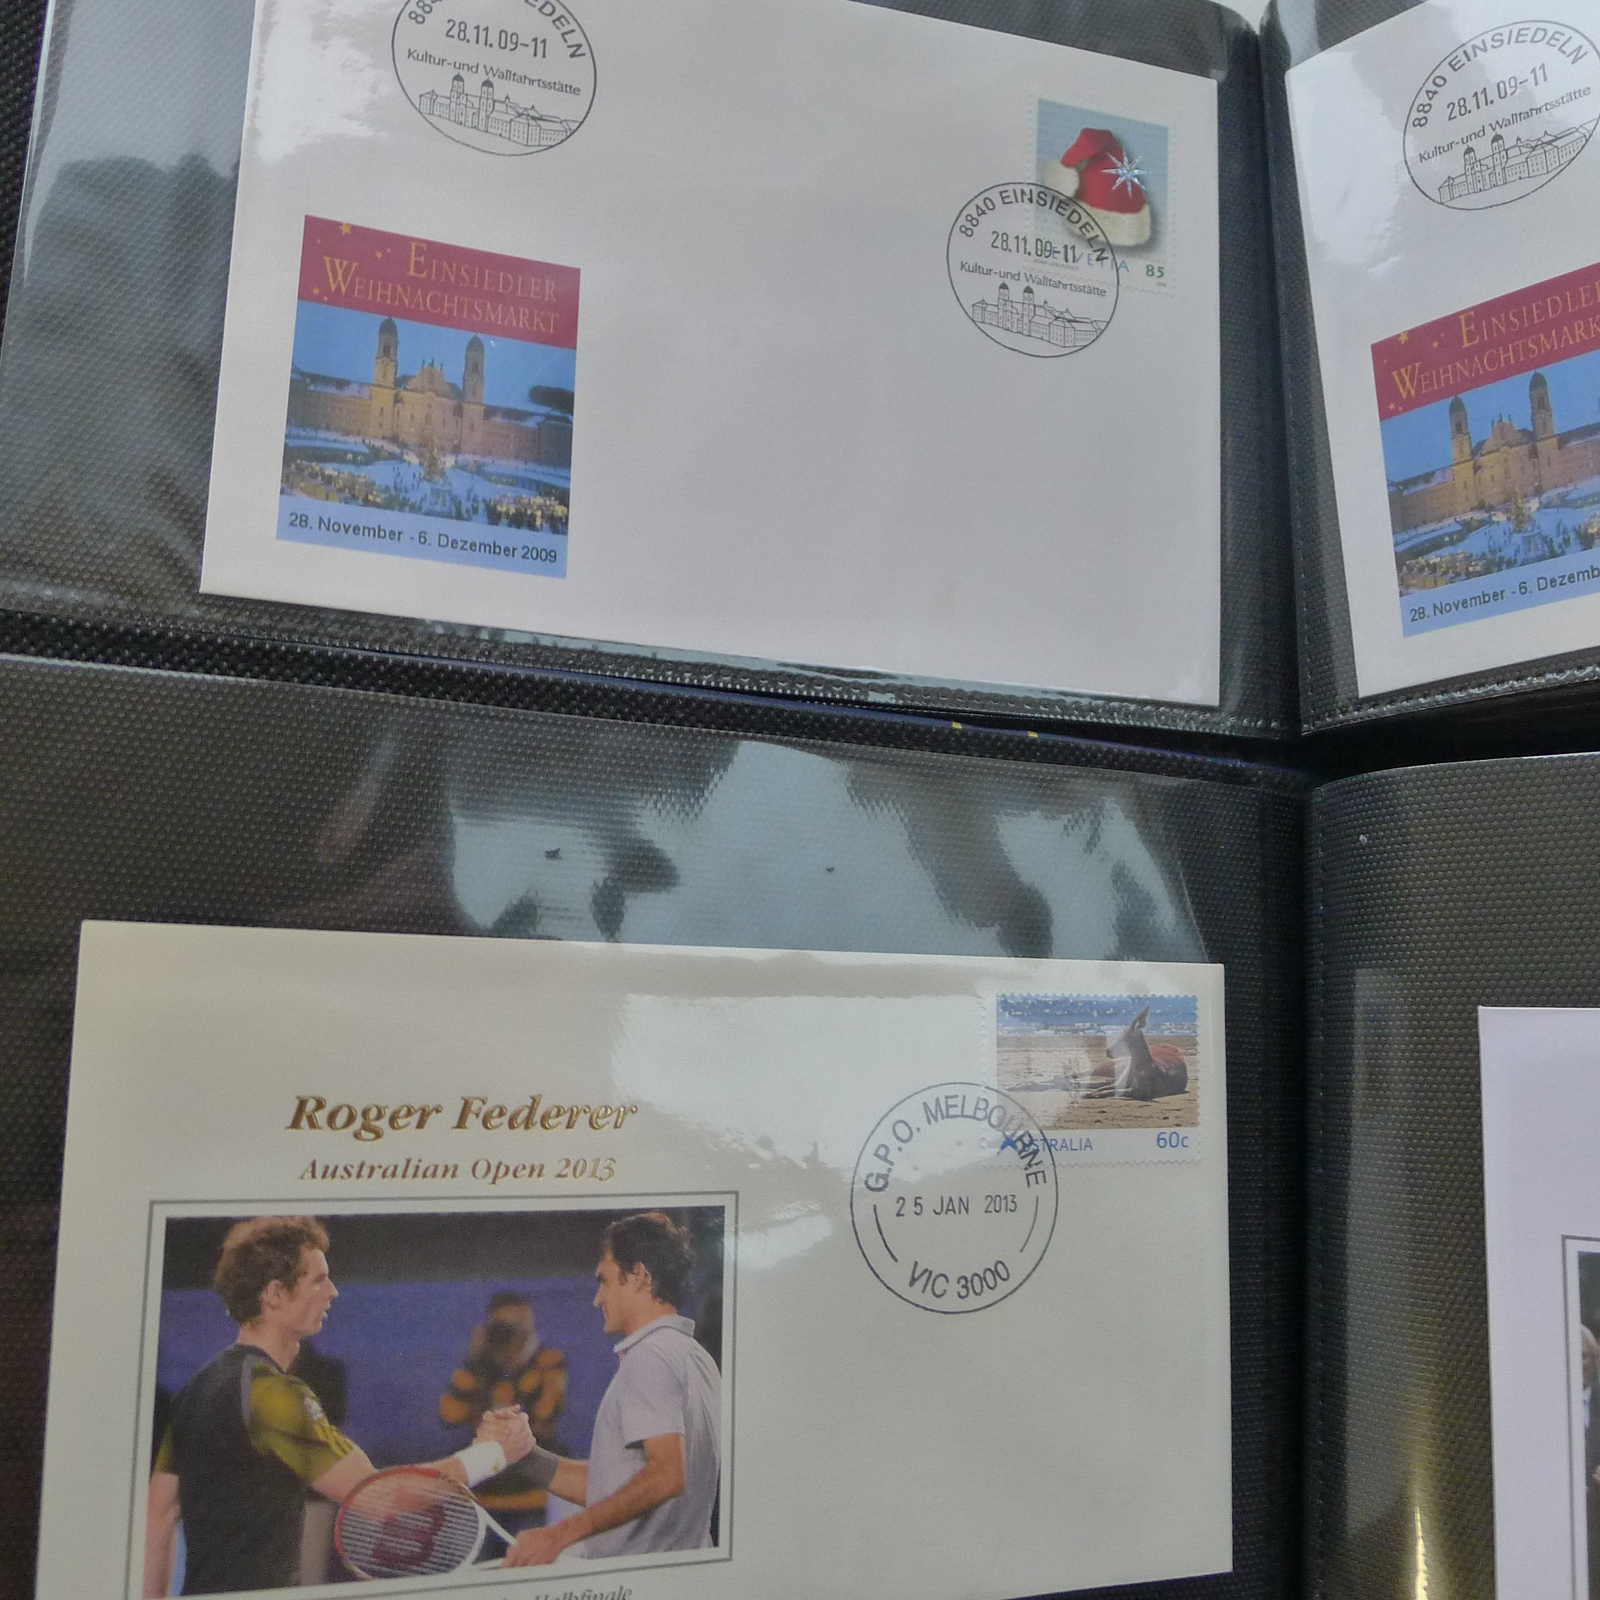 EINSIEDELN
28.11.09-11
Kultur-und Wallfahrtsstätte
EINSIEDLER
WEIHNACHTSMARKT
28. November - 6. Dezember 2009
85
8840 EINSIEDELN
28.11.09-11
Kultur-und Wallfahrtsstätte
8840 EINSIEDELN
28.11.09-11
Kultur-und Wallfahrtsstätte
EINSIEDLER
WEIHNACHTSMARK
28. November - 6. Dezemb
Roger Federer
Australian Open 2013
AUSTRALIA 60c
G.P.O. MELBOURNE
25 JAN 2013
VIC 3000
Halbfinale